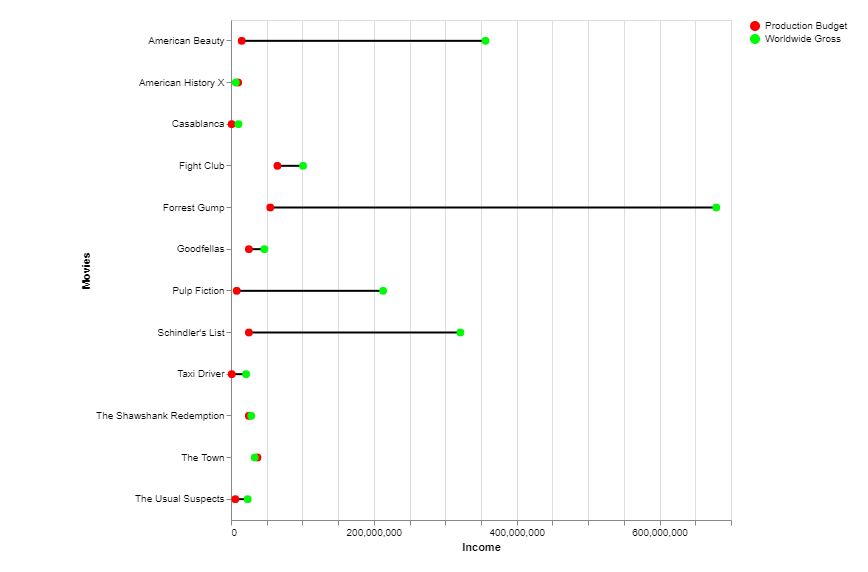 Production Budget
Worldwide Gross
American Beauty
American History X
Casablanca
Fight Club
Forrest Gump
Goodfellas
Pulp Fiction
Schindler's List
Taxi Driver
The Shawshank Redemption
The Town
The Usual Suspects
Movies
0 200,000,000 400,000,000 600,000,000
Income